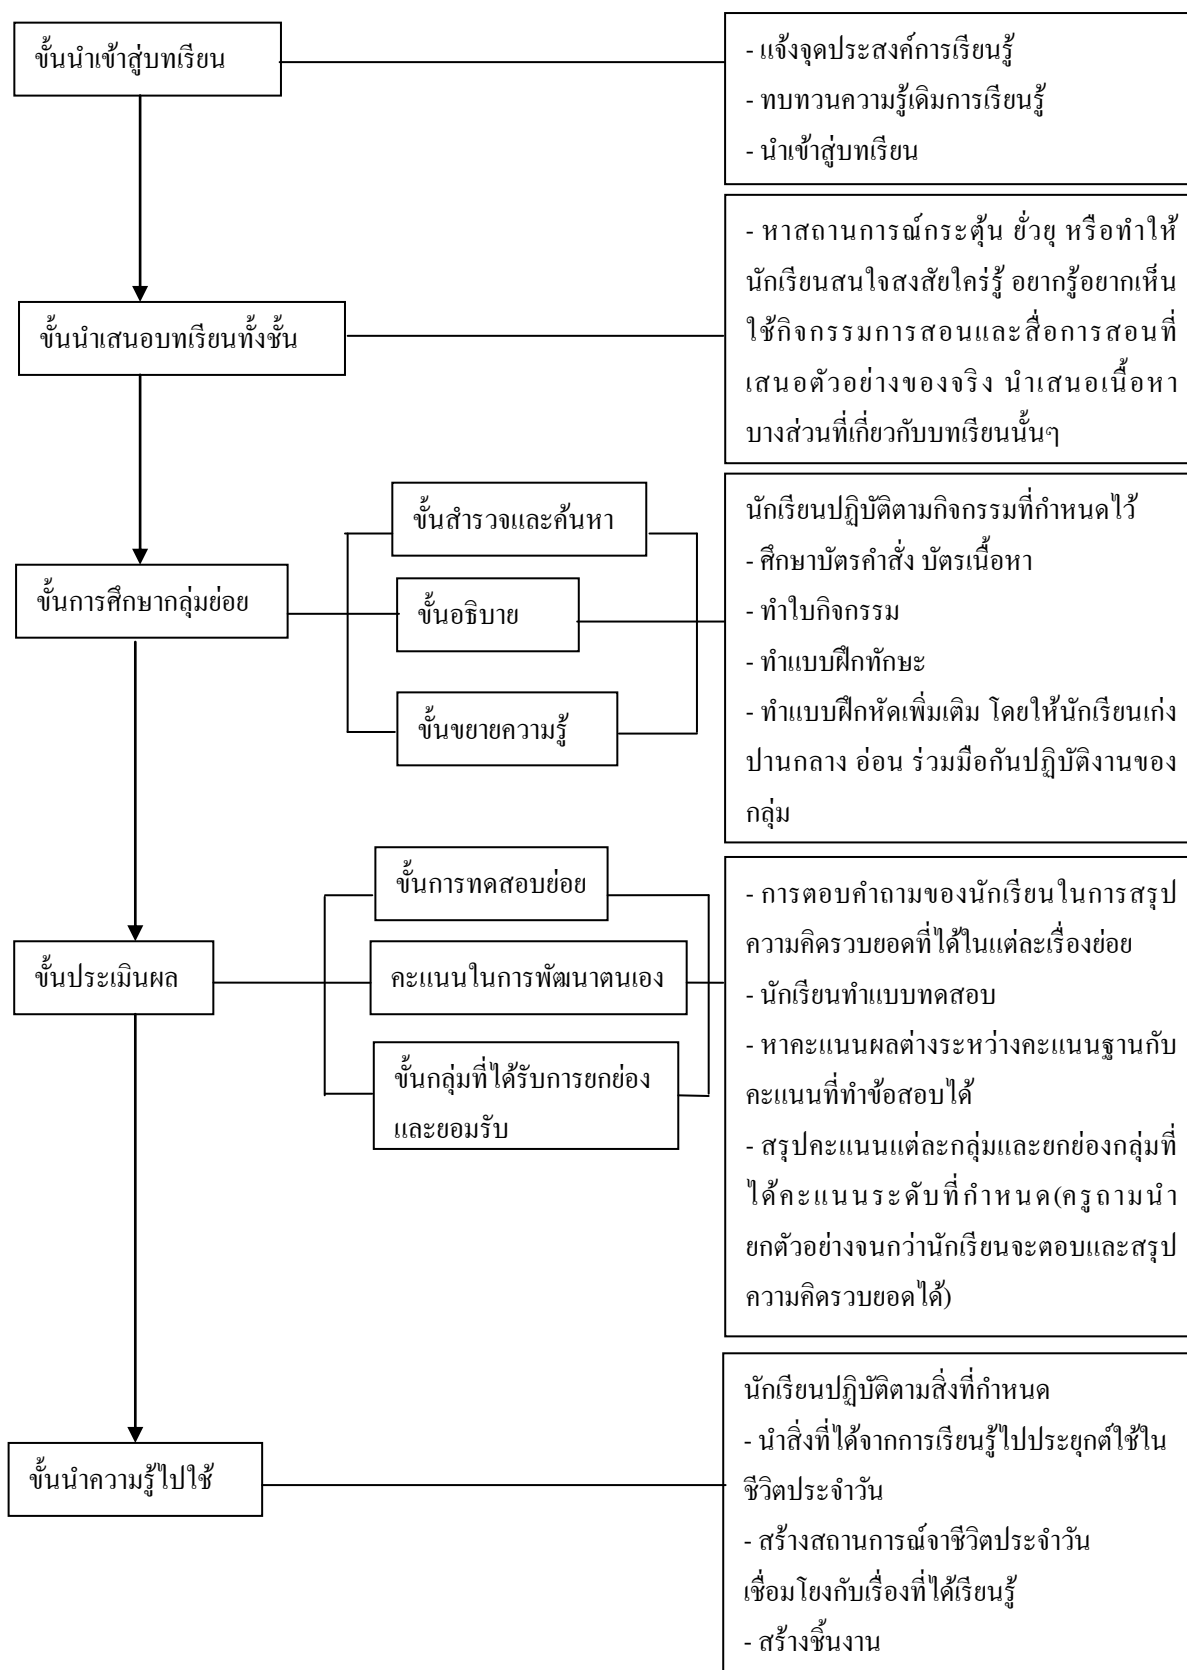 ขั้นนำเข้าสู่บทเรียน
- แจ้งจุดประสงค์การเรียนรู้
- ทบทวนความรู้เดิมการเรียนรู้
- นำเข้าสู่บทเรียน
ขั้นนำเสนอบทเรียนทั้งชั้น
- หาสถานการณ์กระตุ้น ยั่วยุ หรือทำให้
นักเรียนสนใจสงสัยใคร่รู้ อยากรู้อยากเห็น
ใช้กิจกรรมการสอนและสื่อการสอนที่
เสนอตัวอย่างของจริง นำเสนอเนื้อหา
บางส่วนที่เกี่ยวกับบทเรียนนั้นๆ
ขั้นการศึกษากลุ่มย่อย
ขั้นสำรวจและค้นหา
ขั้นอธิบาย
ขั้นขยายความรู้
นักเรียนปฏิบัติตามกิจกรรมที่กำหนดไว้
- ศึกษาบัตรคำสั่ง บัตรเนื้อหา
- ทำใบกิจกรรม
- ทำแบบฝึกทักษะ
- ทำแบบฝึกหัดเพิ่มเติม โดยให้นักเรียนเก่ง
ปานกลาง อ่อน ร่วมมือกันปฏิบัติงานของ
กลุ่ม
ขั้นประเมินผล
ขั้นการทดสอบย่อย
คะแนนในการพัฒนาตนเอง
ขั้นกลุ่มที่ได้รับการยกย่อง
และยอมรับ
- การตอบคำถามของนักเรียนในการสรุป
ความคิดรวบยอดที่ได้ในแต่ละเรื่องย่อย
- นักเรียนทำแบบทดสอบ
- หาคะแนนผลต่างระหว่างคะแนนฐานกับ
คะแนนที่ทำข้อสอบได้
- สรุปคะแนนแต่ละกลุ่มและยกย่องกลุ่มที่
ได้คะแนนระดับที่กำหนด(ครูถามนำ
ยกตัวอย่างจนกว่านักเรียนจะตอบและสรุป
ความคิดรวบยอดได้)
ขั้นนำความรู้ไปใช้
นักเรียนปฏิบัติตามสิ่งที่กำหนด
- นำสิ่งที่ได้จากการเรียนรู้ไปประยุกต์ใช้ใน
ชีวิตประจำวัน
- สร้างสถานการณ์จาชีวิตประจำวัน
เชื่อมโยงกับเรื่องที่ได้เรียนรู้
- สร้างชิ้นงาน